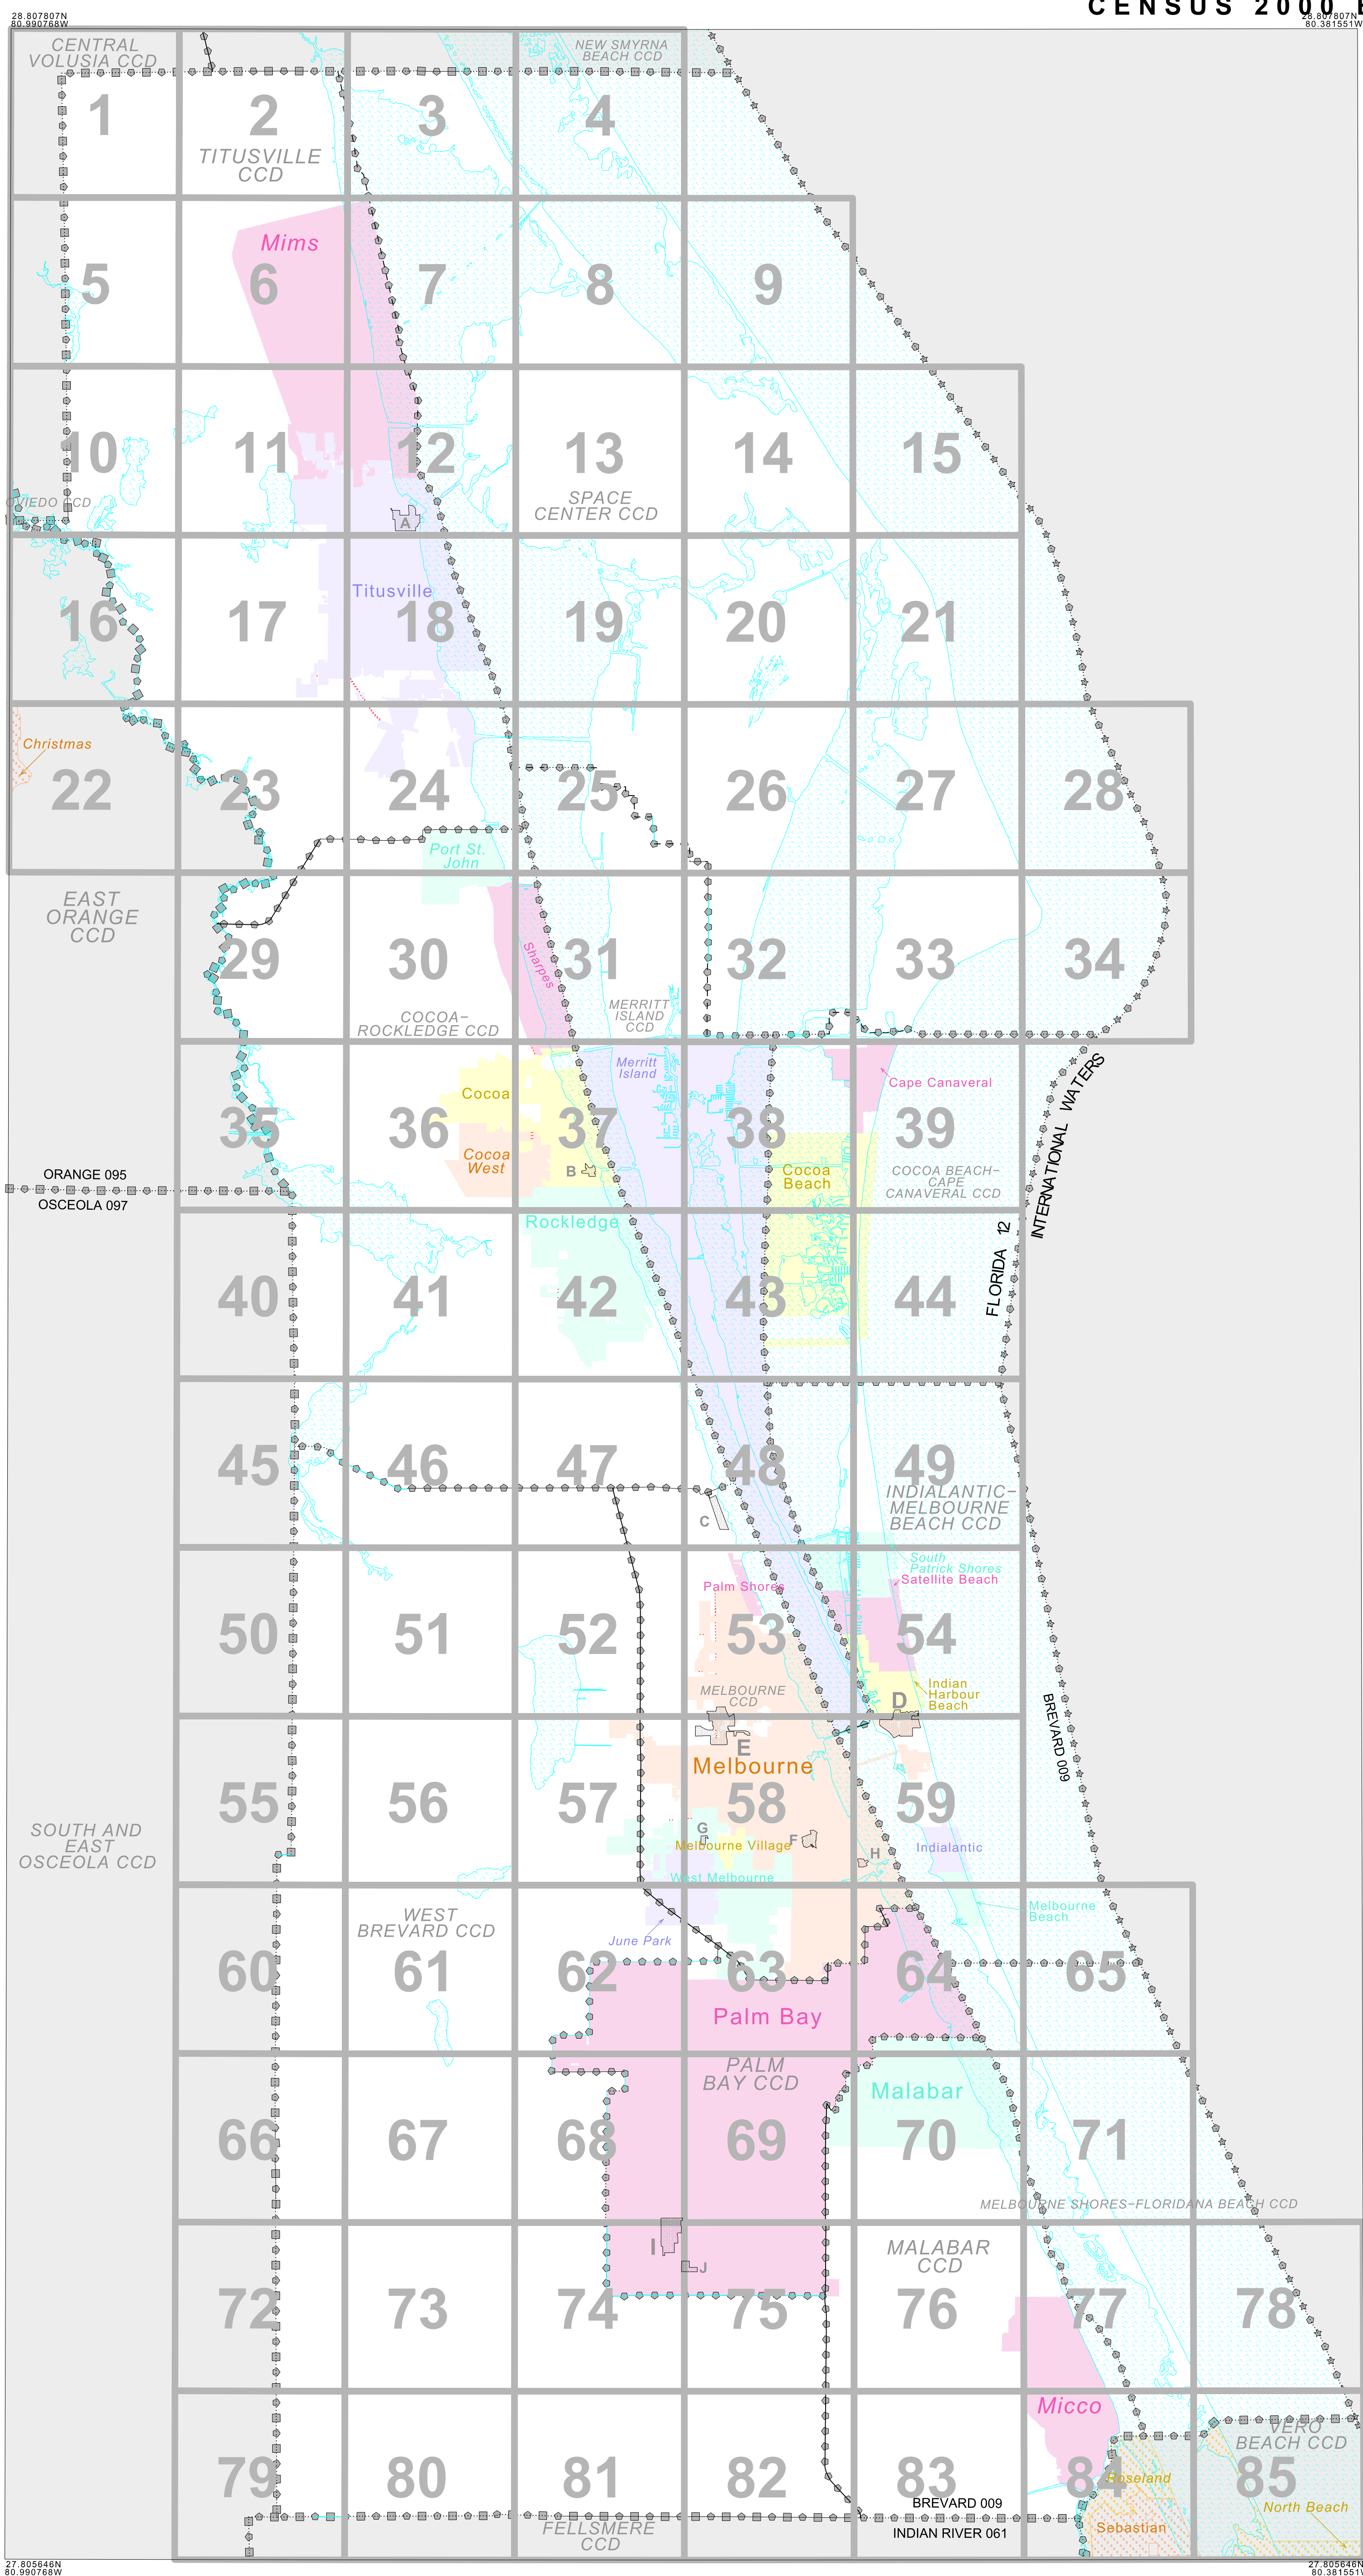 CENSUS 2000 B
28.807807N
80.990768W
28.807807N
80.381551W
CENTRAL
VOLUSIA CCD
NEW SMYRNA
BEACH CCD
1
2
3
4
TITUSVILLE
CCD
Mims
5
6
7
8
9
10
11
12
13
14
15
OVIEDO CCD
SPACE
CENTER CCD
A
Titusville
16
17
18
19
20
21
Christmas
22
23
24
25
26
27
28
Port St.
John
EAST
ORANGE
CCD
29
30
31
32
33
34
Sharpes
COCOA-
ROCKLEDGE CCD
MERRITT
ISLAND
CCD
Merritt
Island
Cape Canaveral
INTERNATIONAL WATERS
Cocoa
35
36
37
38
39
Cocoa
West
B
Cocoa
Beach
COCOA BEACH-
CAPE
CANAVERAL CCD
ORANGE 095
OSCEOLA 097
Rockledge
FLORIDA 12
40
41
42
43
44
45
46
47
48
49
INDIALANTIC-
MELBOURNE
BEACH CCD
C
South
Patrick Shores
Satellite Beach
Palm Shores
50
51
52
53
54
MELBOURNE
CCD
Indian
Harbour
Beach
D
BREVARD 009
E
Melbourne
55
56
57
58
59
SOUTH AND
EAST
OSCEOLA CCD
G
F
Melbourne Village
H
Indialantic
West Melbourne
WEST
BREVARD CCD
Melbourne
Beach
June Park
60
61
62
63
64
65
Palm Bay
PALM
BAY CCD
Malabar
66
67
68
69
70
71
MELBOURNE SHORES-FLORIDANA BEACH CCD
I
J
MALABAR
CCD
72
73
74
75
76
77
78
Micco
VERO
BEACH CCD
79
80
81
82
83
84
85
Roseland
North Beach
BREVARD 009
INDIAN RIVER 061
FELLSMERE
CCD
Sebastian
27.805646N
80.990768W
27.805646N
80.381551W